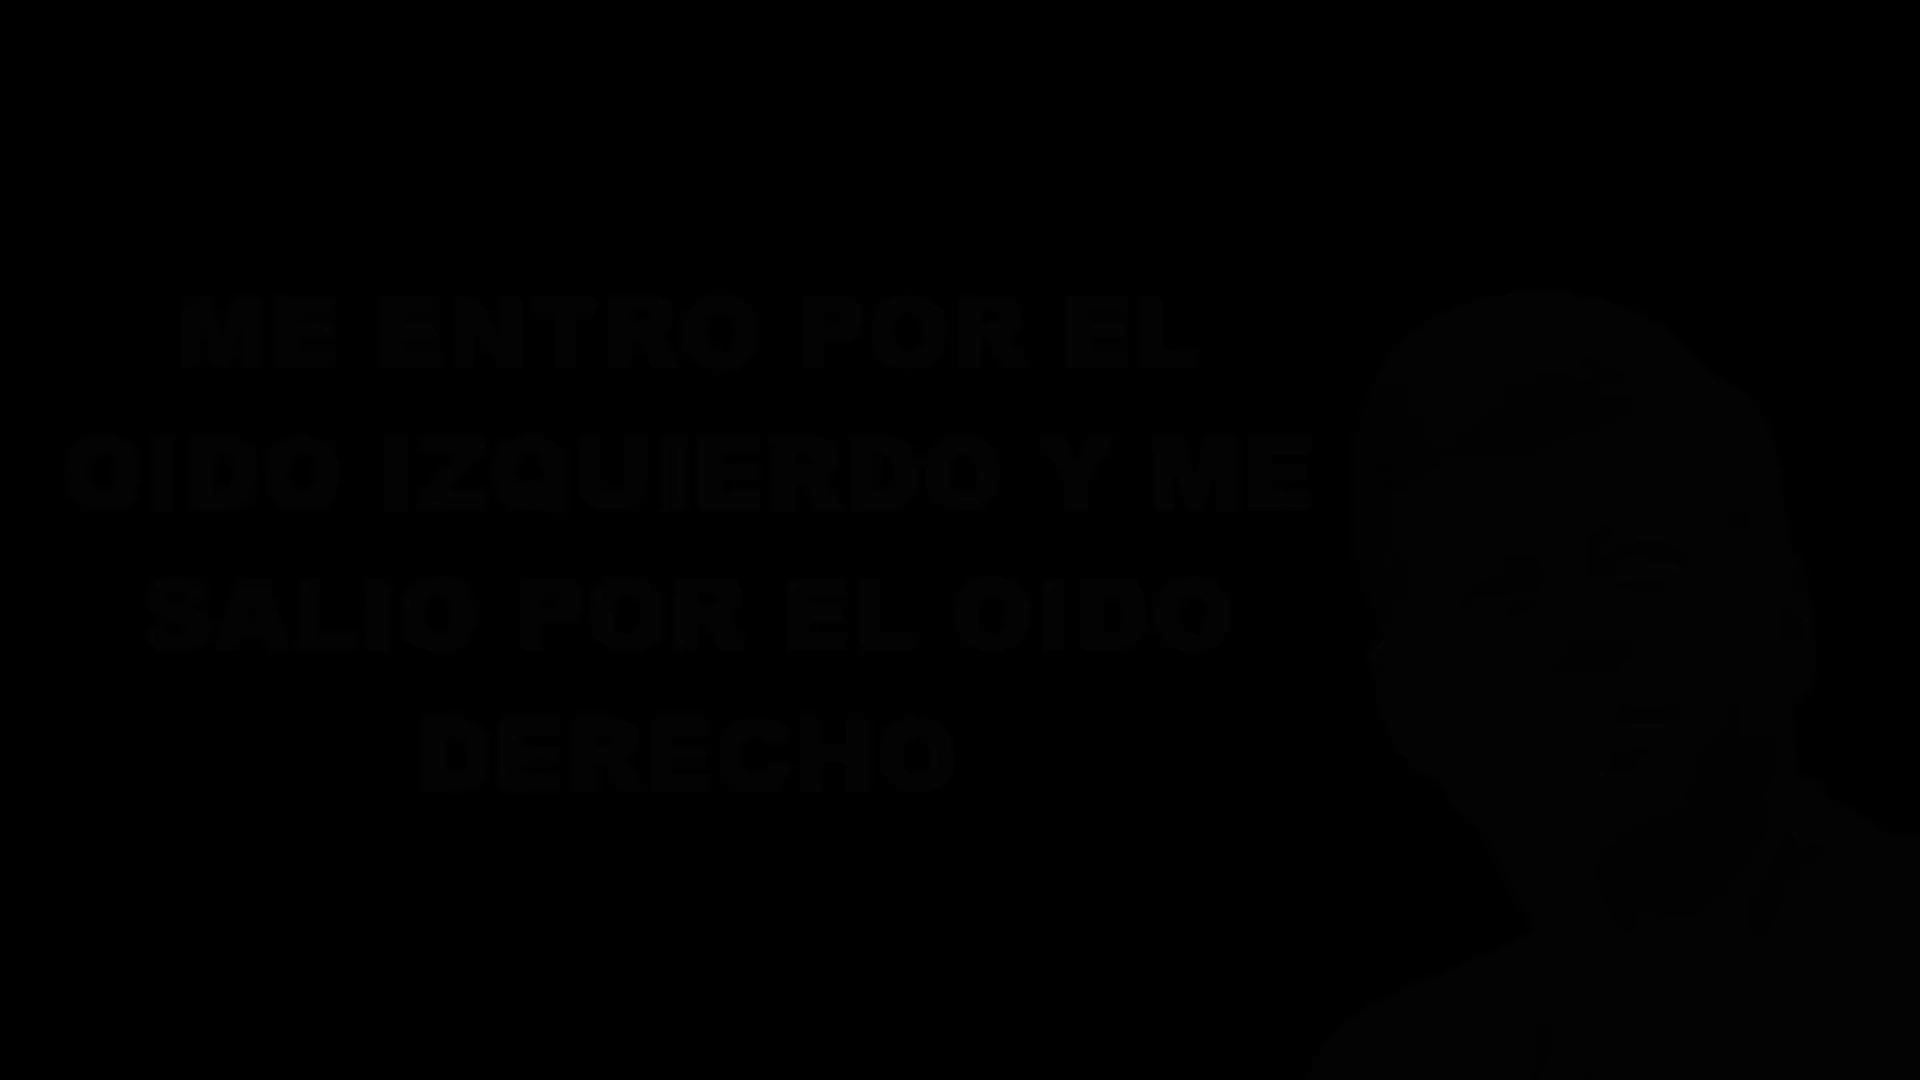 ME ENTRO POR EL
OIDO IZQUIERDO Y ME
SALIO POR EL OIDO
DERECHO